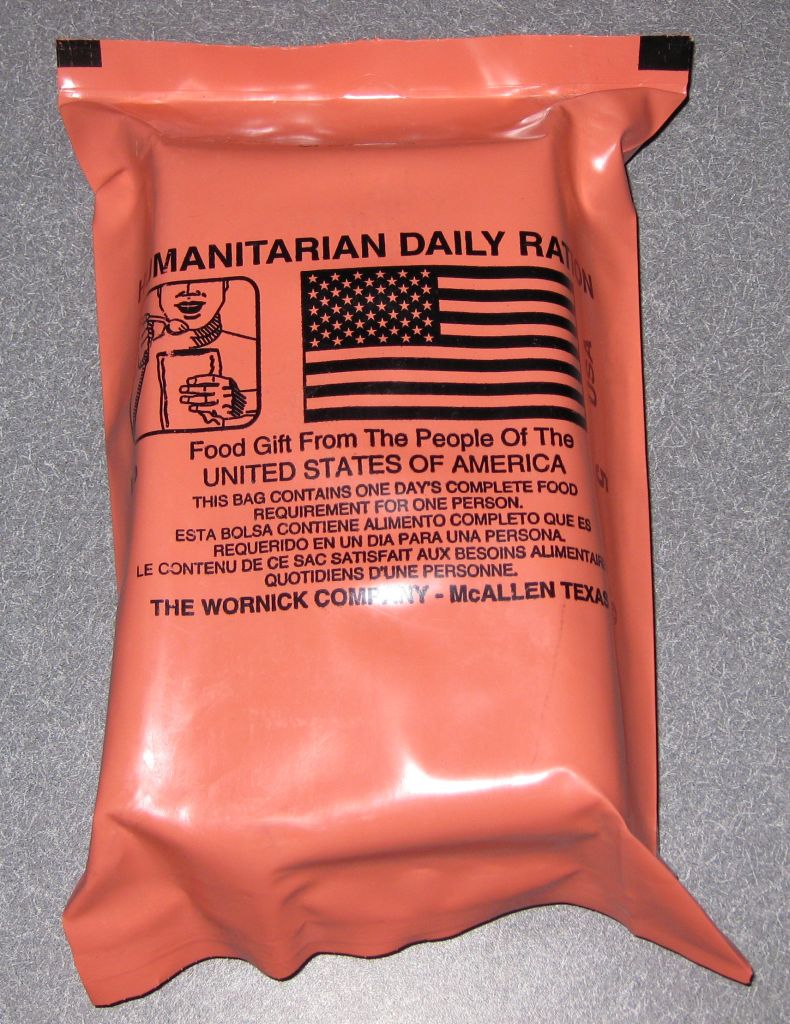 HUMANITARIAN DAILY RATION
Food Gift From The People Of The
UNITED STATES OF AMERICA
THIS BAG CONTAINS ONE DAY'S COMPLETE FOOD
REQUIREMENT FOR ONE PERSON.
ESTA BOLSA CONTIENE ALIMENTO COMPLETO QUE ES
REQUERIDO EN UN DIA PARA UNA PERSONA.
LE CONTENU DE CE SAC SATISFAIT AUX BESOINS ALIMENTAIRE
QUOTIDIENS D'UNE PERSONNE.
THE WORNICK COMPANY - McALLEN TEXAS
USA